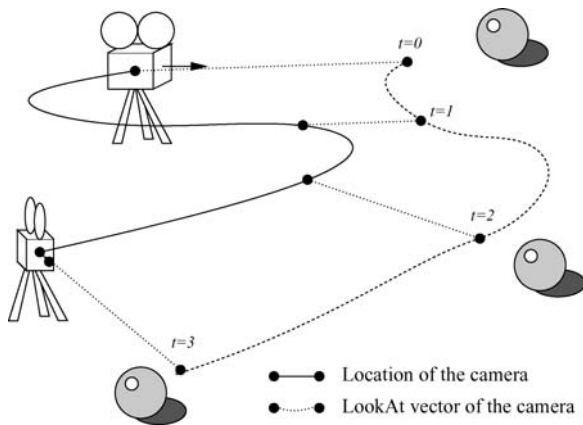 t=0
t=1
t=2
t=3
Location of the camera
LookAt vector of the camera